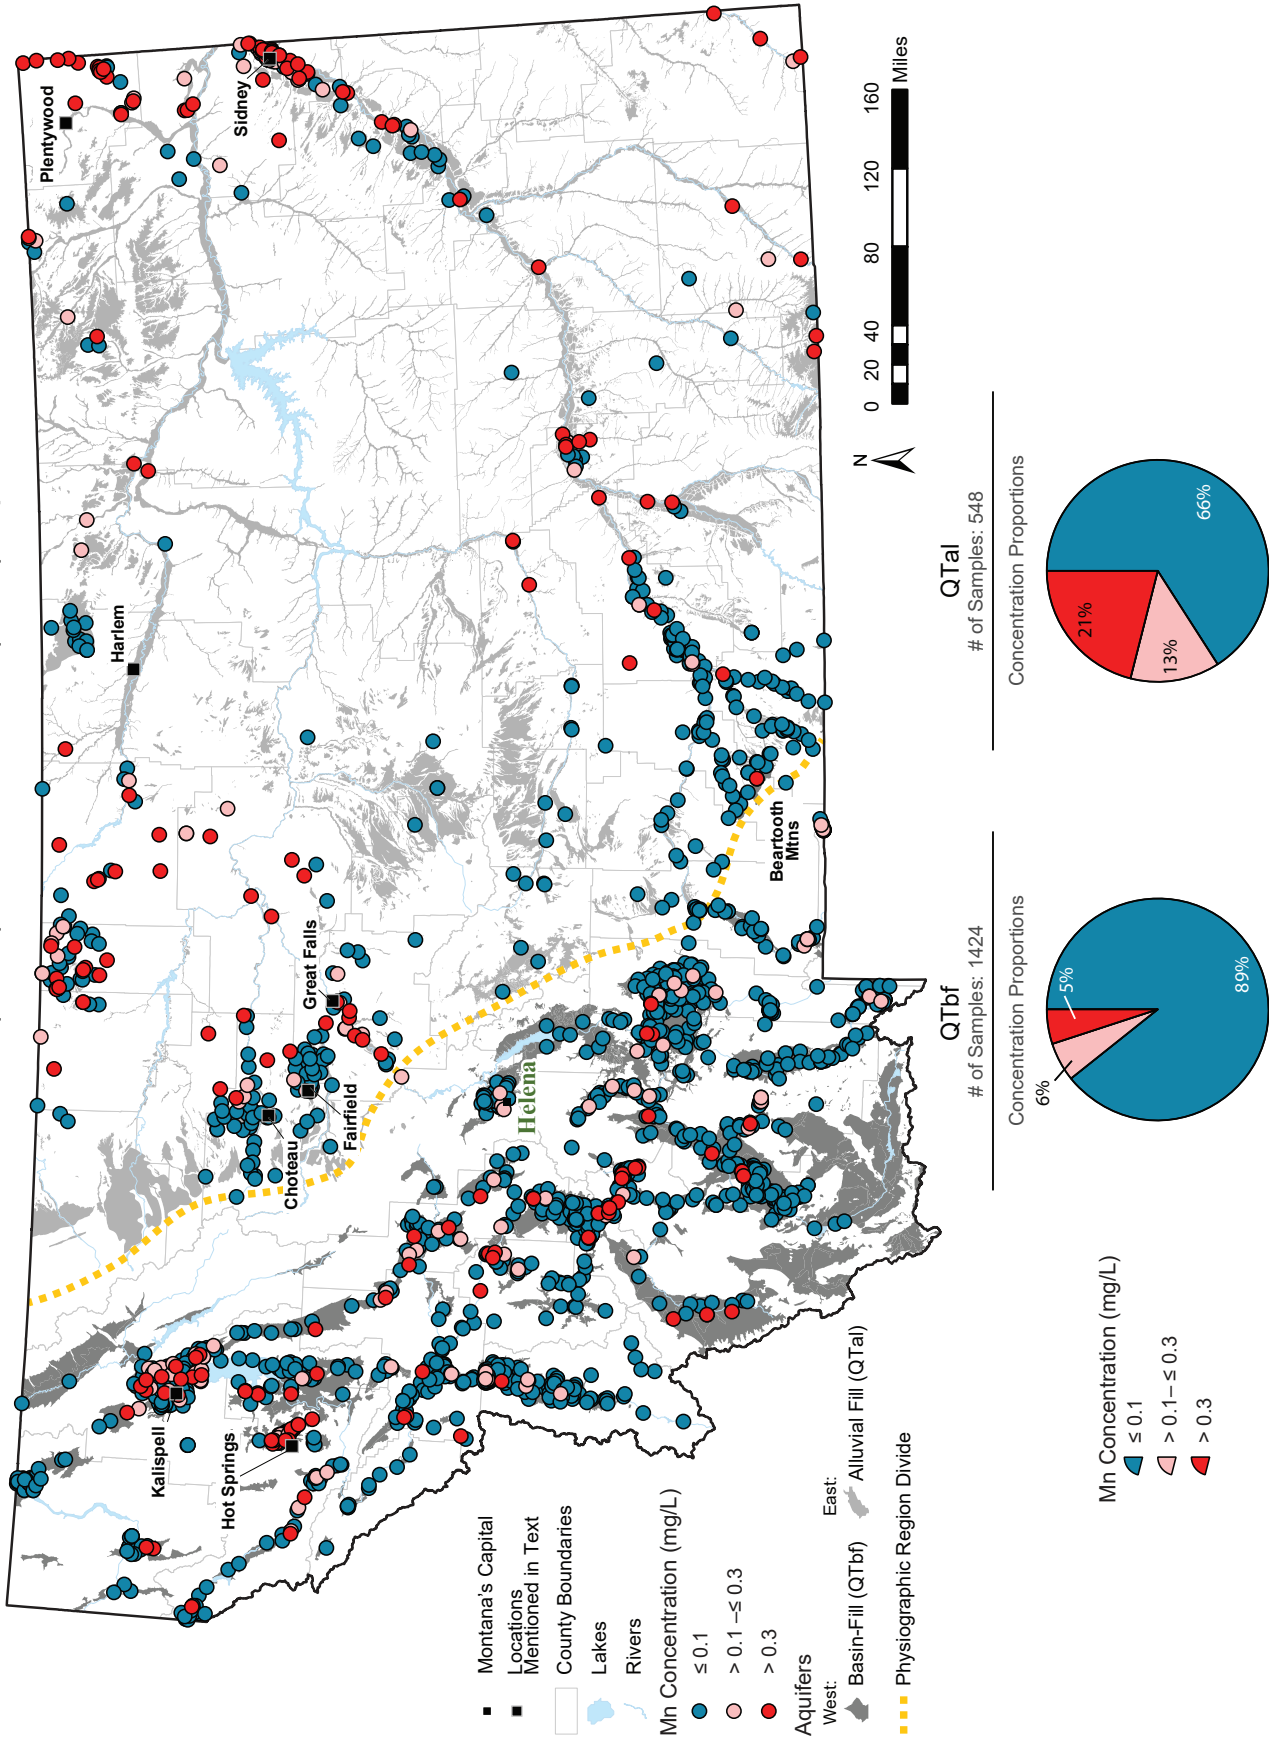 Plentywood
Sidney
Harlem
Great Falls
Fairfield
Choteau
Kalispell
Hot Springs
Helena
Beartooth
Mtns
N
0 20 40 80 120 160
Miles
Montana's Capital
Locations
Mentioned in Text
County Boundaries
Lakes
Rivers
Mn Concentration (mg/L)
≤ 0.1
> 0.1 –≤ 0.3
> 0.3
Aquifers
West: East:
Basin-Fill (QTbf) Alluvial Fill (QTal)
Physiographic Region Divide
QTbf
# of Samples: 1424
Concentration Proportions
5%
6%
89%
QTal
# of Samples: 548
Concentration Proportions
21%
13%
66%
Mn Concentration (mg/L)
≤ 0.1
> 0.1 – ≤ 0.3
> 0.3